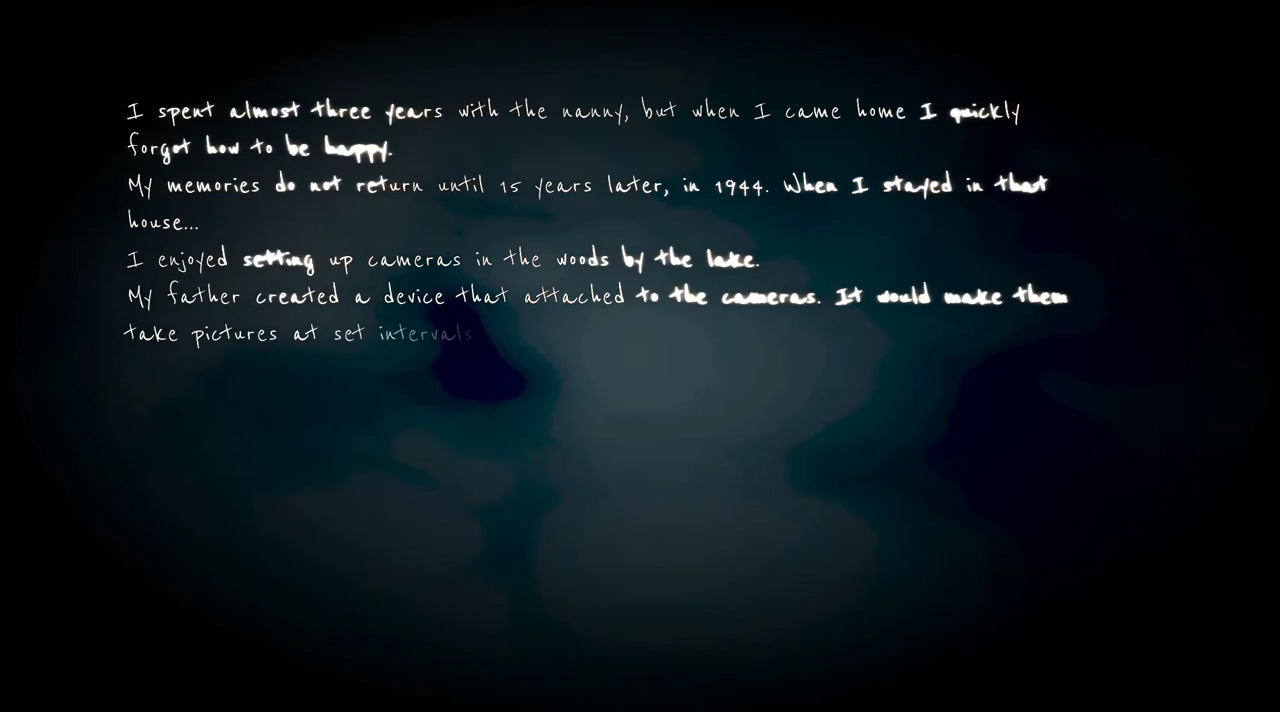 I spent almost three years with the nanny, but when I came home I quickly
forgot how to be happy.
My memories do not return until 15 years later, in 1944. When I stayed in that
house...
I enjoyed setting up cameras in the woods by the lake.
My father created a device that attached to the cameras. It would make them
take pictures at set intervals